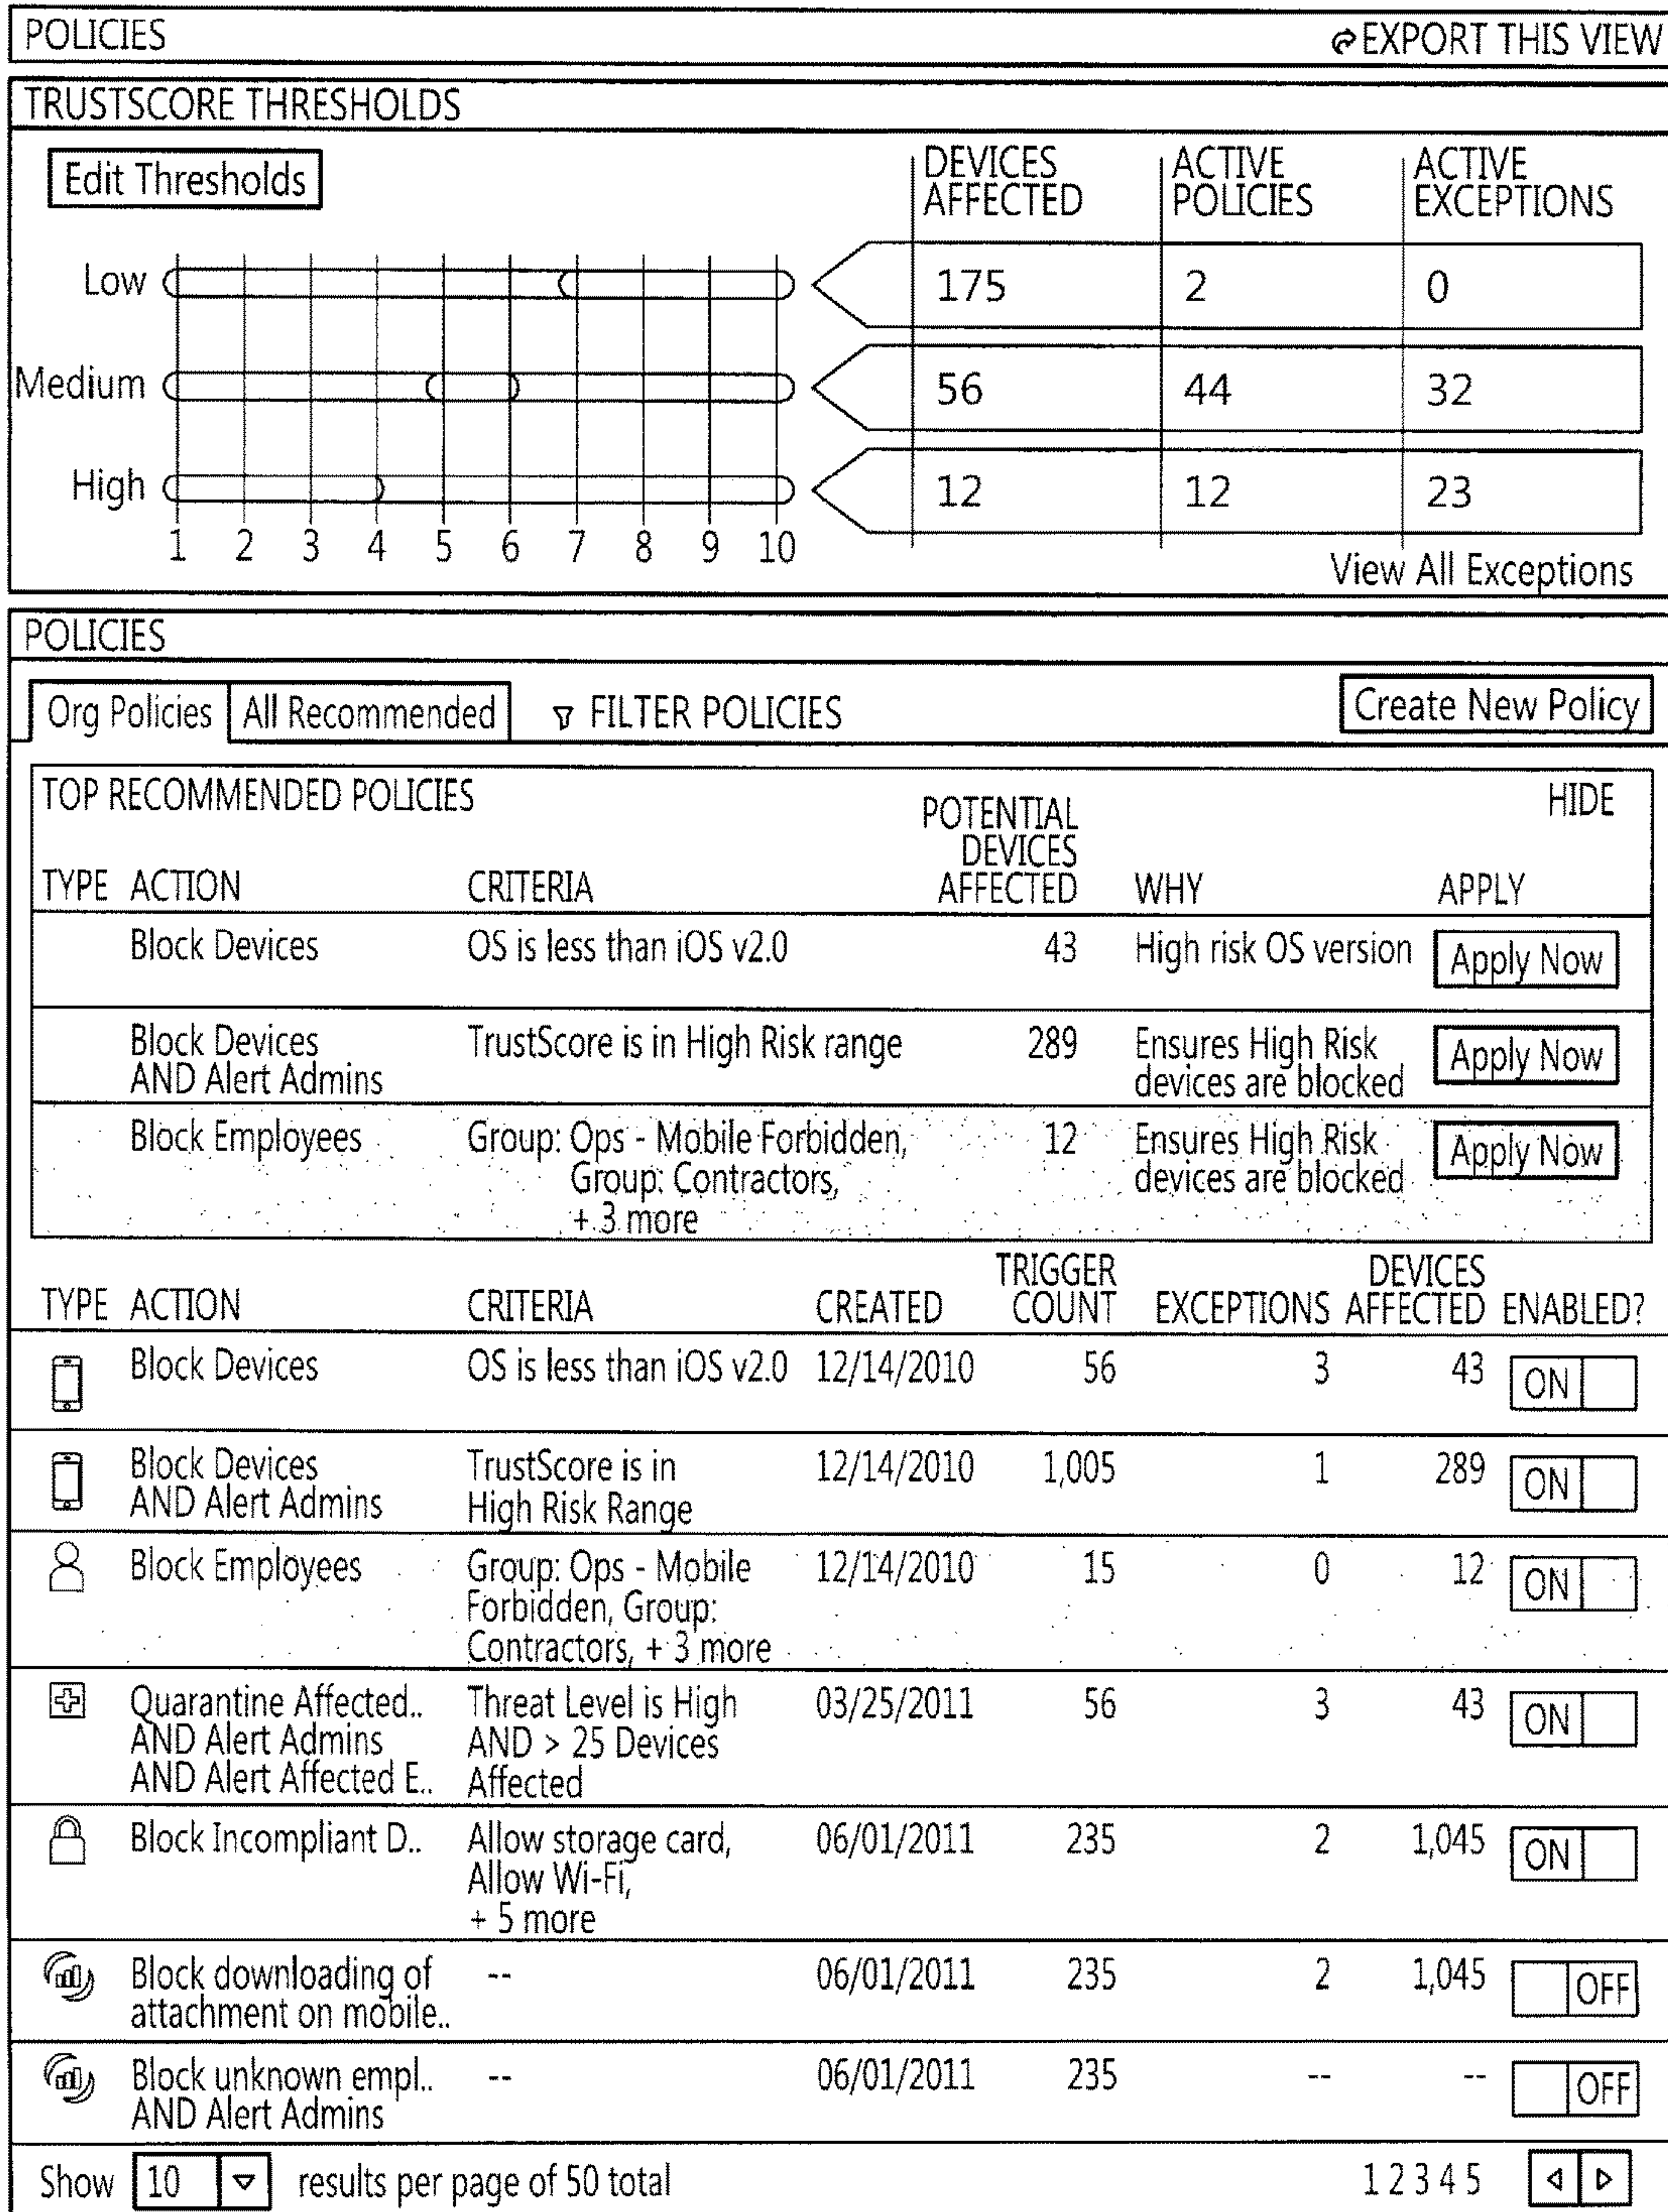 POLICIES
EXPORT THIS VIEW
TRUSTSCORE THRESHOLDS
Edit Thresholds
DEVICES AFFECTED
ACTIVE POLICIES
ACTIVE EXCEPTIONS
Low 175 2 0
Medium 56 44 32
High 12 12 23
1 2 3 4 5 6 7 8 9 10
View All Exceptions
POLICIES
Org Policies All Recommended FILTER POLICIES Create New Policy
TOP RECOMMENDED POLICIES HIDE
POTENTIAL
DEVICES
TYPE ACTION CRITERIA AFFECTED WHY APPLY
Block Devices OS is less than iOS v2.0 43 High risk OS version Apply Now
Block Devices TrustScore is in High Risk range 289 Ensures High Risk Apply Now
AND Alert Admins devices are blocked
Block Employees Group: Ops - Mobile Forbidden, 12 Ensures High Risk Apply Now
Group: Contractors, devices are blocked
+ 3 more
TRIGGER DEVICES
TYPE ACTION CRITERIA CREATED COUNT EXCEPTIONS AFFECTED ENABLED?
Block Devices OS is less than iOS v2.0 12/14/2010 56 3 43 ON
Block Devices TrustScore is in 12/14/2010 1,005 1 289 ON
AND Alert Admins High Risk Range
Block Employees Group: Ops - Mobile 12/14/2010 15 0 12 ON
Forbidden, Group:
Contractors, + 3 more
Quarantine Affected.. Threat Level is High 03/25/2011 56 3 43 ON
AND Alert Admins AND > 25 Devices
AND Alert Affected E.. Affected
Block Incompliant D.. Allow storage card, 06/01/2011 235 2 1,045 ON
Allow Wi-Fi,
+ 5 more
Block downloading of -- 06/01/2011 235 2 1,045 OFF
attachment on mobile..
Block unknown empl.. -- 06/01/2011 235 -- -- OFF
AND Alert Admins
Show 10 results per page of 50 total 1 2 3 4 5